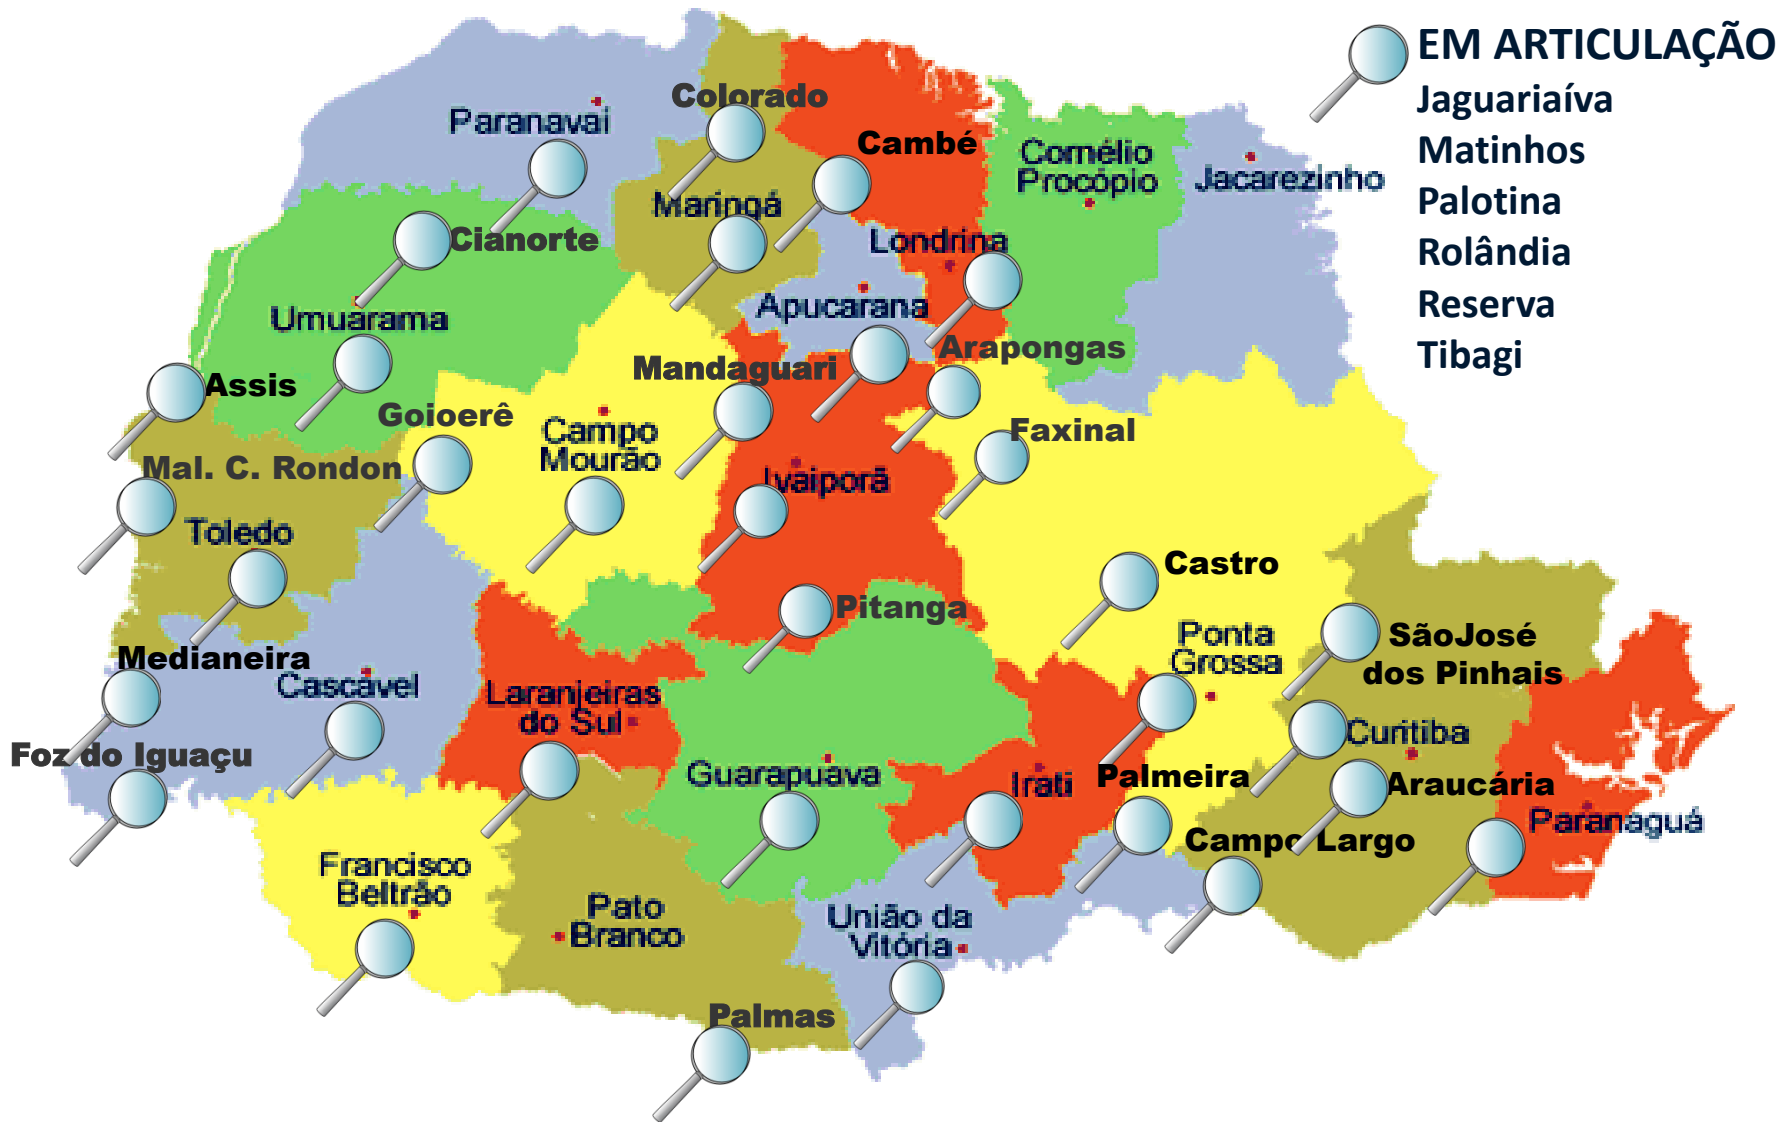 EM ARTICULAÇÃO
Jaguariaíva
Matinhos
Palotina
Rolândia
Reserva
Tibagi
Colorado
Paranavai
Cambé
Cornélio
Procópio
Jacarezinho
Maringá
Cianorte
Londrina
Apucarana
Umuarama
Arapongas
Mandaguari
Assis
Goioerê
Campo
Mourão
Faxinal
Mal. C. Rondon
Ivaiporã
Toledo
Castro
Pitanga
Ponta
Grossa
SãoJosé
dos Pinhais
Medianeira
Cascavel
Laranjeiras
do Sul
Curitiba
Foz do Iguaçu
Guarapuava
Irati
Palmeira
Araucária
Paranaguá
Campo Largo
Francisco
Beltrão
Pato
Branco
União da
Vitória
Palmas